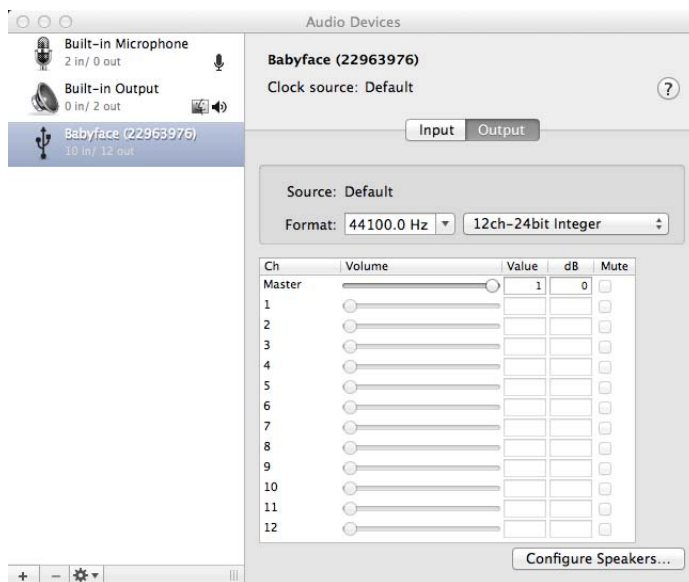 Audio Devices
Built-in Microphone
2 in/ 0 out
Built-in Output
0 in/ 2 out
Babyface (22963976)
10 in/ 12 out
+ −
Babyface (22963976)
Clock source: Default
?
Input Output
Source: Default
Format: 44100.0 Hz 12ch-24bit Integer
Ch Volume Value dB Mute
Master 1 0
1
2
3
4
5
6
7
8
9
10
11
12
Configure Speakers...